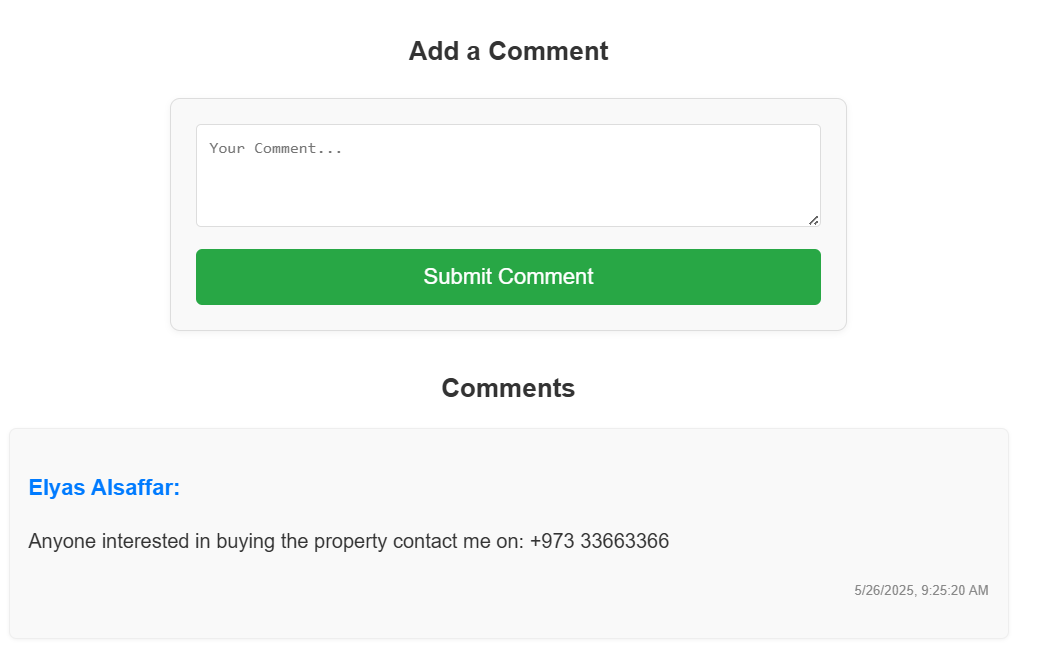 Add a Comment
Your Comment...
Submit Comment
Comments
Elyas Alsaffar:
Anyone interested in buying the property contact me on: +973 33663366
5/26/2025, 9:25:20 AM